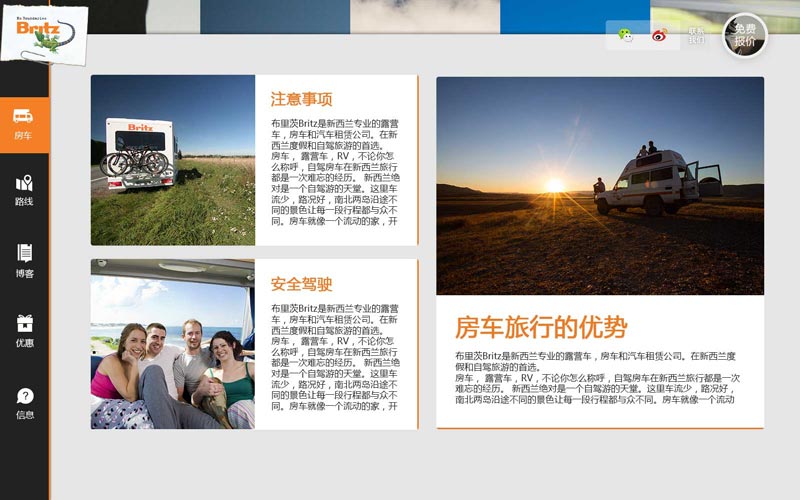 No Boundaries
Britz
联系
我们
免费
报价
房车
路线
博客
优惠
信息
Britz
注意事项
布里茨Britz是新西兰专业的露营
车，房车和汽车租赁公司。在新
西兰度假和自驾旅游的首选。
房车， 露营车，RV，不论你怎
么称呼，自驾房车在新西兰旅行
都是一次难忘的经历。 新西兰绝
对是一个自驾游的天堂。这里车
流少，路况好，南北两岛沿途不
同的景色让每一段行程都与众不
同。房车就像一个流动的家，开
安全驾驶
布里茨Britz是新西兰专业的露营
车，房车和汽车租赁公司。在新
西兰度假和自驾旅游的首选。
房车， 露营车，RV，不论你怎
么称呼，自驾房车在新西兰旅行
都是一次难忘的经历。 新西兰绝
对是一个自驾游的天堂。这里车
流少，路况好，南北两岛沿途不
同的景色让每一段行程都与众不
同。房车就像一个流动的家，开
房车旅行的优势
布里茨Britz是新西兰专业的露营车，房车和汽车租赁公司。在新西兰度
假和自驾旅游的首选。
房车， 露营车，RV，不论你怎么称呼，自驾房车在新西兰旅行都是一次
难忘的经历。 新西兰绝对是一个自驾游的天堂。这里车流少，路况好，
南北两岛沿途不同的景色让每一段行程都与众不同。房车就像一个流动